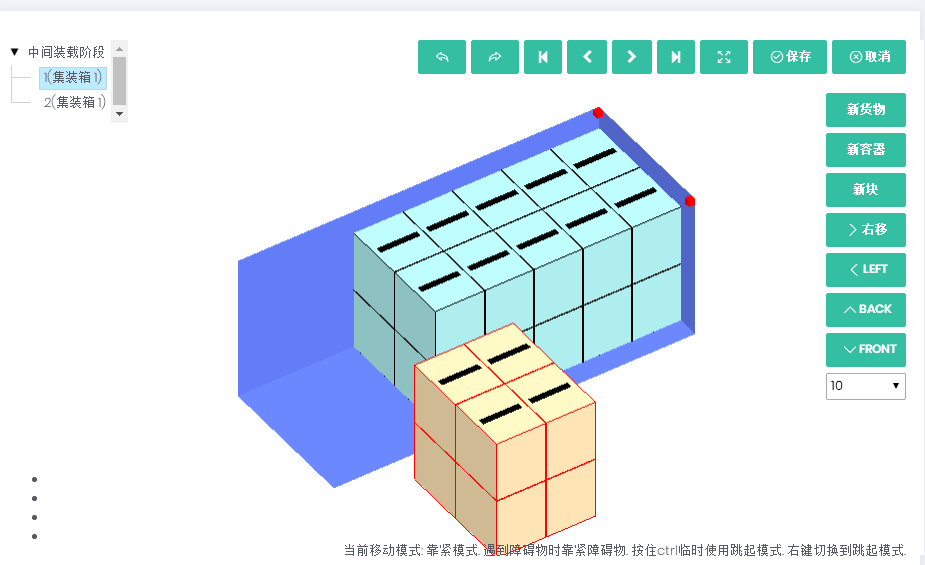 中间装载阶段
1(集装箱1)
2(集装箱1)
保存
取消
新货物
新容器
新块
右移
LEFT
BACK
FRONT
10
当前移动模式: 靠紧模式. 遇到障碍物时靠紧障碍物. 按住ctrl临时使用跳起模式. 右键切换到跳起模式.